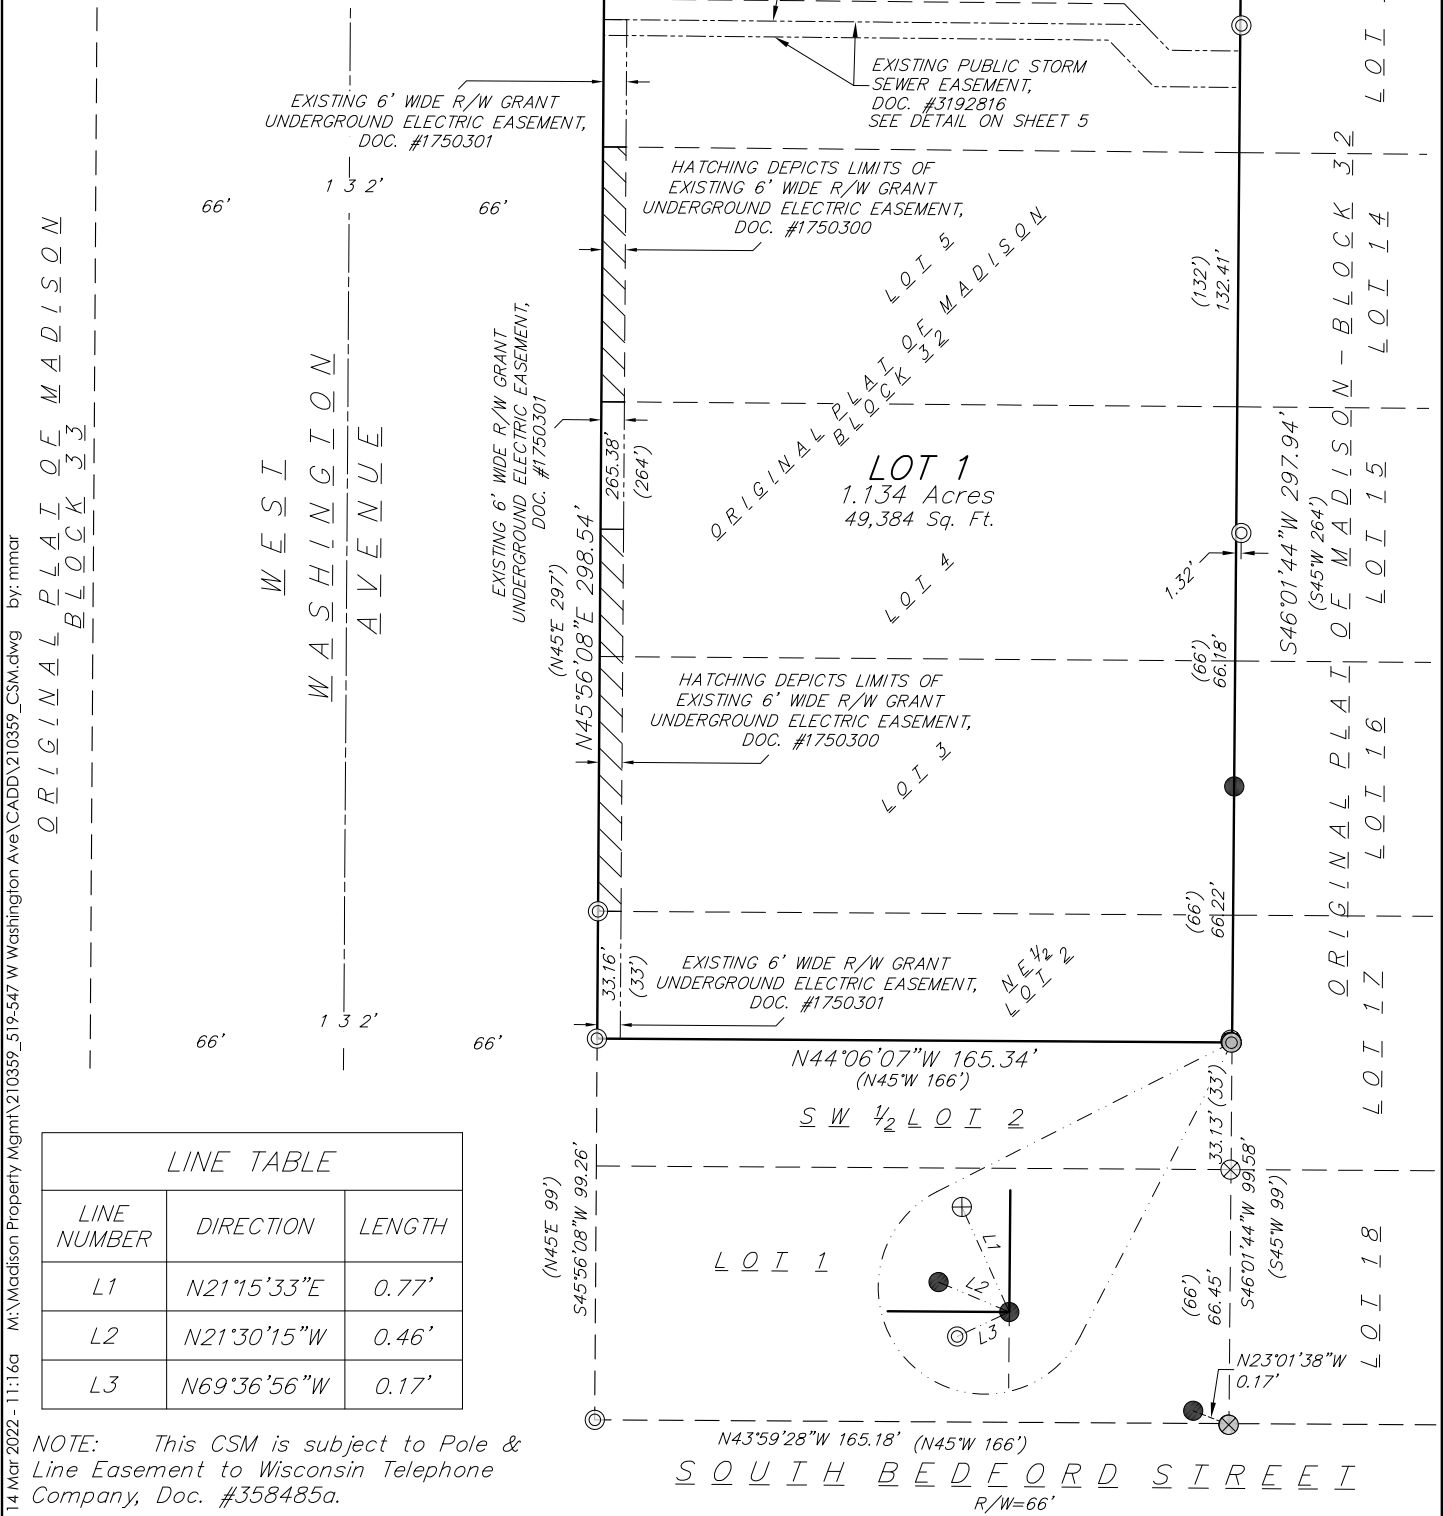 EXISTING PUBLIC STORM
SEWER EASEMENT,
DOC. #3192816
SEE DETAIL ON SHEET 5
EXISTING 6' WIDE R/W GRANT
UNDERGROUND ELECTRIC EASEMENT,
DOC. #1750301
HATCHING DEPICTS LIMITS OF
EXISTING 6' WIDE R/W GRANT
UNDERGROUND ELECTRIC EASEMENT,
DOC. #1750300
132'
66'
66'
ORIGINAL PLAT OF MADISON
BLOCK 33
WEST
WASHINGTON
AVENUE
EXISTING 6' WIDE R/W GRANT
UNDERGROUND ELECTRIC EASEMENT,
DOC. #1750301
265.38'
(264')
(N45°E 297')
N45°56'08"E 298.54'
LOT 5
ORIGINAL PLAT OF MADISON
BLOCK 32
LOT 1
1.134 Acres
49,384 Sq. Ft.
LOT 4
HATCHING DEPICTS LIMITS OF
EXISTING 6' WIDE R/W GRANT
UNDERGROUND ELECTRIC EASEMENT,
DOC. #1750300
LOT 3
(132')
132.41'
1.32'
S46°01'44"W 297.94'
(S45°W 264')
(66')
66.18'
(66')
66.22'
ORIGINAL PLAT OF MADISON-BLOCK 32
LOT
LOT 14
LOT 15
LOT 16
LOT 17
LOT 18
33.16'
(33')
EXISTING 6' WIDE R/W GRANT
UNDERGROUND ELECTRIC EASEMENT,
DOC. #1750301
NE 1/2
LOT 2
132'
66'
66'
N44°06'07"W 165.34'
(N45°W 166')
SW 1/2 LOT 2
33.13' (33')
(N45°E 99')
S45°56'08"W 99.26'
LOT 1
L1
L2
L3
S46°01'44"W 99.58'
(S45°W 99')
(66')
66.45'
N23°01'38"W
0.17'
N43°59'28"W 165.18' (N45°W 166')
SOUTH BEDFORD STREET
R/W=66'
LINE TABLE
LINE NUMBER DIRECTION LENGTH
L1 N21°15'33"E 0.77'
L2 N21°30'15"W 0.46'
L3 N69°36'56"W 0.17'
NOTE: This CSM is subject to Pole &
Line Easement to Wisconsin Telephone
Company, Doc. #358485a.
14 Mar 2022 - 11:16a M:\Madison Property Mgmt\210359_519-547 W Washington Ave\CADD\210359_CSM.dwg by: mmar